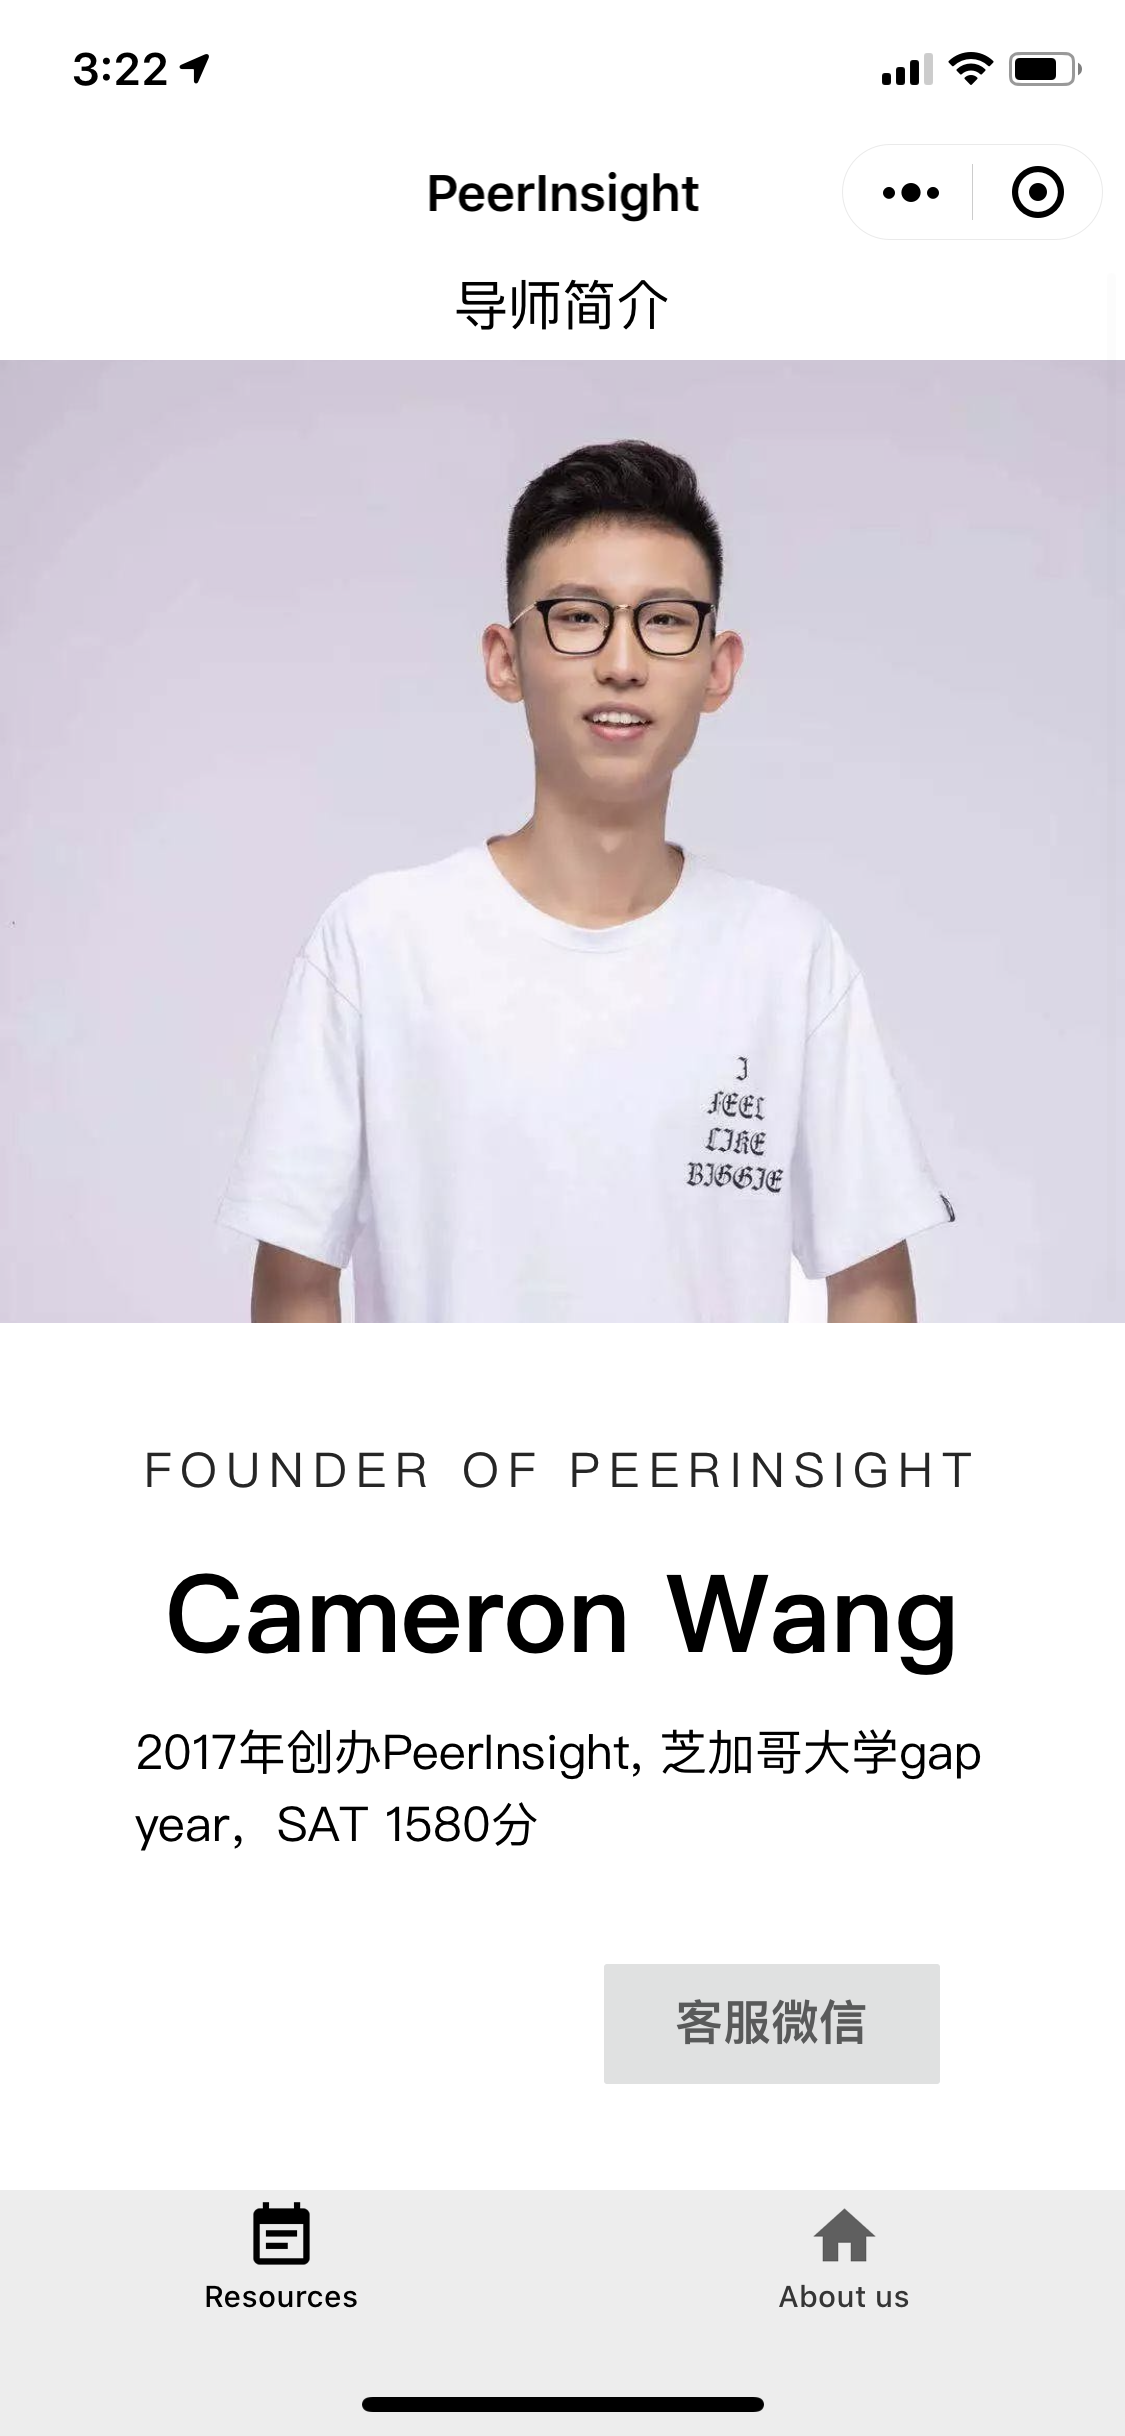 3:22
PeerInsight
导师简介
I
FEEL
LIKE
BIGGIE
FOUNDER OF PEERINSIGHT
Cameron Wang
2017年创办PeerInsight, 芝加哥大学gap
year，SAT 1580分
客服微信
Resources
About us